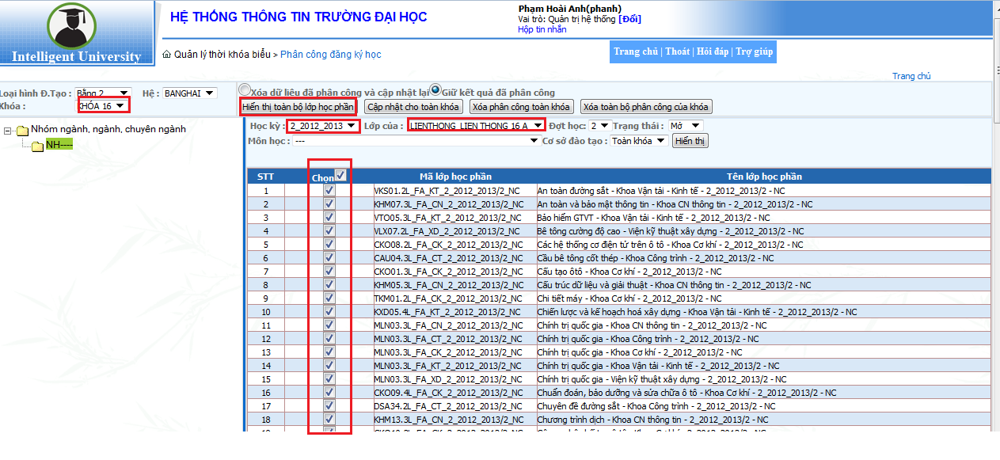 Intelligent University
HỆ THỐNG THÔNG TIN TRƯỜNG ĐẠI HỌC
Phạm Hoài Anh(phanh)
Vai trò: Quản trị hệ thống [Đổi]
Hộp tin nhắn
Quản lý thời khóa biểu > Phân công đăng ký học
Trang chủ | Thoát | Hỏi đáp | Trợ giúp
Trang chủ
Loại hình Đ.Tạo : Bằng 2 Hệ : BANGHAI
Khóa : KHÓA 16
Xóa dữ liệu đã phân công và cập nhật lại Giữ kết quả đã phân công
Hiển thị toàn bộ lớp học phần Cập nhật cho toàn khóa Xóa phân công toàn khóa Xóa toàn bộ phân công của khóa
Nhóm ngành, ngành, chuyên ngành
NH----
Học kỳ : 2_2012_2013 Lớp của : LIENTHONG_LIEN THONG 16 A Đợt học: 2 Trạng thái : Mở
Môn học : --- Cơ sở đào tạo : Toàn khóa Hiển thị
STT Chọn Mã lớp học phần Tên lớp học phần
1 VKS01.2L_FA_KT_2_2012_2013/2_NC An toàn đường sắt - Khoa Vận tải - Kinh tế - 2_2012_2013/2 - NC
2 KHM07.3L_FA_CN_2_2012_2013/2_NC An toàn và bảo mật thông tin - Khoa CN thông tin - 2_2012_2013/2 - NC
3 VTO05.3L_FA_KT_2_2012_2013/2_NC Bảo hiểm GTVT - Khoa Vận tải - Kinh tế - 2_2012_2013/2 - NC
4 VLX07.2L_FA_XD_2_2012_2013/2_NC Bê tông cường độ cao - Viện kỹ thuật xây dựng - 2_2012_2013/2 - NC
5 CKO08.2L_FA_CK_2_2012_2013/2_NC Các hệ thống cơ điện tử trên ô tô - Khoa Cơ khí - 2_2012_2013/2 - NC
6 CAU04.3L_FA_CT_2_2012_2013/2_NC Cầu bê tông cốt thép - Khoa Công trình - 2_2012_2013/2 - NC
7 CKO01.3L_FA_CK_2_2012_2013/2_NC Cấu tạo ôtô - Khoa Cơ khí - 2_2012_2013/2 - NC
8 KHM05.3L_FA_CN_2_2012_2013/2_NC Cấu trúc dữ liệu và giải thuật - Khoa CN thông tin - 2_2012_2013/2 - NC
9 TKM01.2L_FA_CK_2_2012_2013/2_NC Chi tiết máy - Khoa Cơ khí - 2_2012_2013/2 - NC
10 KXD05.4L_FA_KT_2_2012_2013/2_NC Chiến lược và kế hoạch hoá xây dựng - Khoa Vận tải - Kinh tế - 2_2012_2013/2 - NC
11 MLN03.3L_FA_CN_2_2012_2013/2_NC Chính trị quốc gia - Khoa CN thông tin - 2_2012_2013/2 - NC
12 MLN03.3L_FA_CT_2_2012_2013/2_NC Chính trị quốc gia - Khoa Công trình - 2_2012_2013/2 - NC
13 MLN03.3L_FA_CK_2_2012_2013/2_NC Chính trị quốc gia - Khoa Cơ khí - 2_2012_2013/2 - NC
14 MLN03.3L_FA_KT_2_2012_2013/2_NC Chính trị quốc gia - Khoa Vận tải - Kinh tế - 2_2012_2013/2 - NC
15 MLN03.3L_FA_XD_2_2012_2013/2_NC Chính trị quốc gia - Viện kỹ thuật xây dựng - 2_2012_2013/2 - NC
16 CKO09.4L_FA_CK_2_2012_2013/2_NC Chuẩn đoán, bảo dưỡng và sửa chữa ô tô - Khoa Cơ khí - 2_2012_2013/2 - NC
17 DSA34.2L_FA_CT_2_2012_2013/2_NC Chuyên đề đường sắt - Khoa Công trình - 2_2012_2013/2 - NC
18 KHM13.3L_FA_CN_2_2012_2013/2_NC Chương trình dịch - Khoa CN thông tin - 2_2012_2013/2 - NC